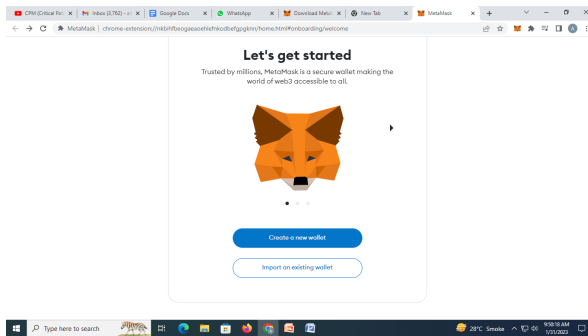 CPM (Critical Pat
Inbox (3,762) - al
Google Docs
WhatsApp
Download Metam
New Tab
MetaMask
MetaMask | chrome-extension://nkbihfbeogaeaoehlefnkodbefgpgknn/home.html#onboarding/welcome
Let's get started
Trusted by millions, MetaMask is a secure wallet making the
world of web3 accessible to all.
Create a new wallet
Import an existing wallet
Type here to search
28°C Smoke
9:50:18 AM
1/31/2023